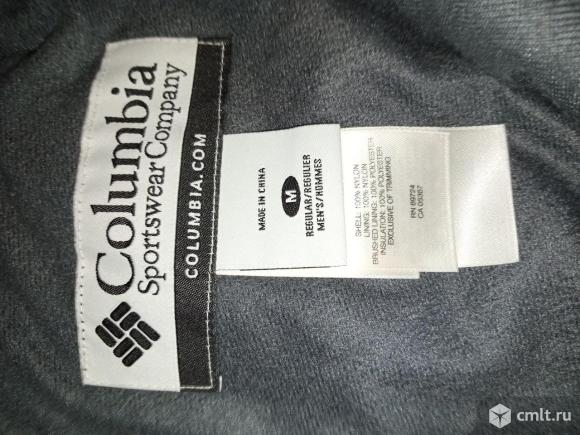 Columbia
Sportswear Company
COLUMBIA.COM
MADE IN CHINA
M
REGULAR/REGULIER
MEN'S/HOMMES
SHELL: 100% NYLON
LINING: 100% NYLON
BRUSHED LINING: 100% POLYESTER
INSULATION: 100% POLYESTER
EXCLUSIVE OF TRIMMING
RN 69724
CA 05367
cmlt.ru